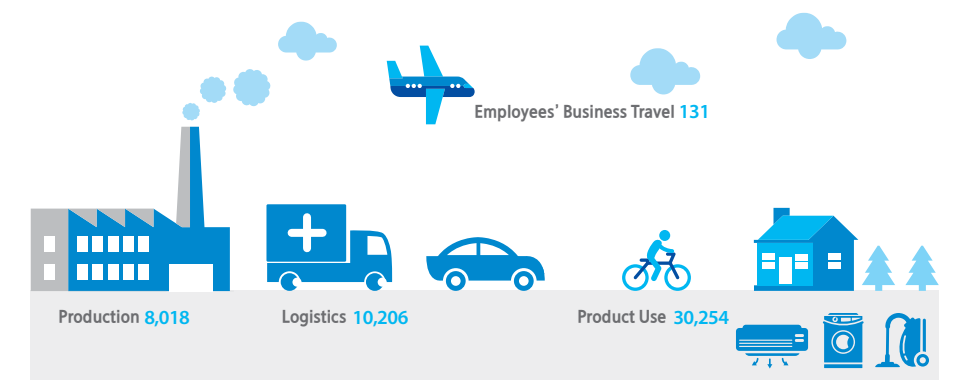 Employees' Business Travel 131
Production 8,018
Logistics 10,206
Product Use 30,254